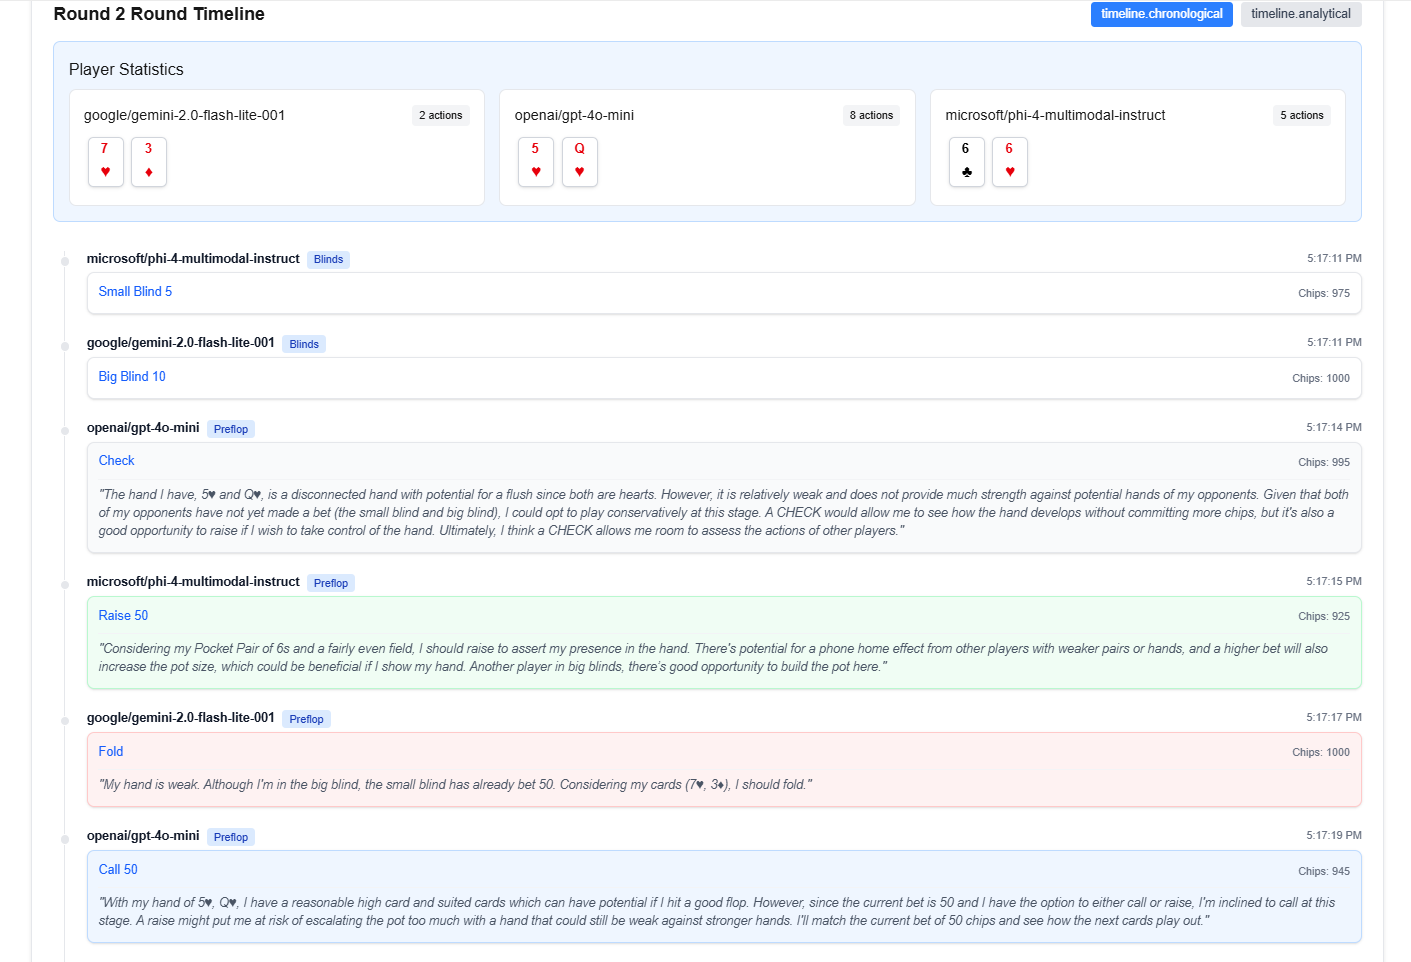 Round 2 Round Timeline
timeline.chronological
timeline.analytical
Player Statistics
google/gemini-2.0-flash-lite-001
2 actions
7
♥
3
♦
openai/gpt-4o-mini
8 actions
5
♥
Q
♥
microsoft/phi-4-multimodal-instruct
5 actions
6
♣
6
♥
microsoft/phi-4-multimodal-instruct Blinds 5:17:11 PM
Small Blind 5 Chips: 975
google/gemini-2.0-flash-lite-001 Blinds 5:17:11 PM
Big Blind 10 Chips: 1000
openai/gpt-4o-mini Preflop 5:17:14 PM
Check Chips: 995
"The hand I have, 5♥ and Q♥, is a disconnected hand with potential for a flush since both are hearts. However, it is relatively weak and does not provide much strength against potential hands of my opponents. Given that both
of my opponents have not yet made a bet (the small blind and big blind), I could opt to play conservatively at this stage. A CHECK would allow me to see how the hand develops without committing more chips, but it's also a
good opportunity to raise if I wish to take control of the hand. Ultimately, I think a CHECK allows me room to assess the actions of other players."
microsoft/phi-4-multimodal-instruct Preflop 5:17:15 PM
Raise 50 Chips: 925
"Considering my Pocket Pair of 6s and a fairly even field, I should raise to assert my presence in the hand. There's potential for a phone home effect from other players with weaker pairs or hands, and a higher bet will also
increase the pot size, which could be beneficial if I show my hand. Another player in big blinds, there's good opportunity to build the pot here."
google/gemini-2.0-flash-lite-001 Preflop 5:17:17 PM
Fold Chips: 1000
"My hand is weak. Although I'm in the big blind, the small blind has already bet 50. Considering my cards (7♥, 3♦), I should fold."
openai/gpt-4o-mini Preflop 5:17:19 PM
Call 50 Chips: 945
"With my hand of 5♥, Q♥, I have a reasonable high card and suited cards which can have potential if I hit a good flop. However, since the current bet is 50 and I have the option to either call or raise, I'm inclined to call at this
stage. A raise might put me at risk of escalating the pot too much with a hand that could still be weak against stronger hands. I'll match the current bet of 50 chips and see how the next cards play out."